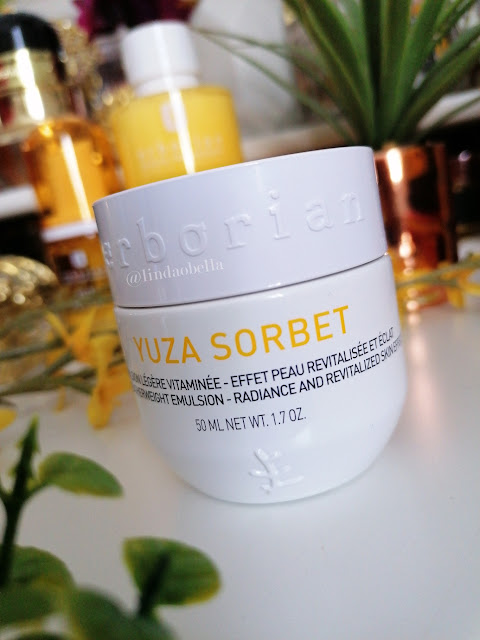 erborian
@lindaobella
YUZA SORBET
LÉGÈRE VITAMINÉE - EFFET PEAU REVITALISÉE ET ÉCLAT
EMULSION - RADIANCE AND REVITALIZED SKIN
50 ML NET WT. 1.7 OZ.